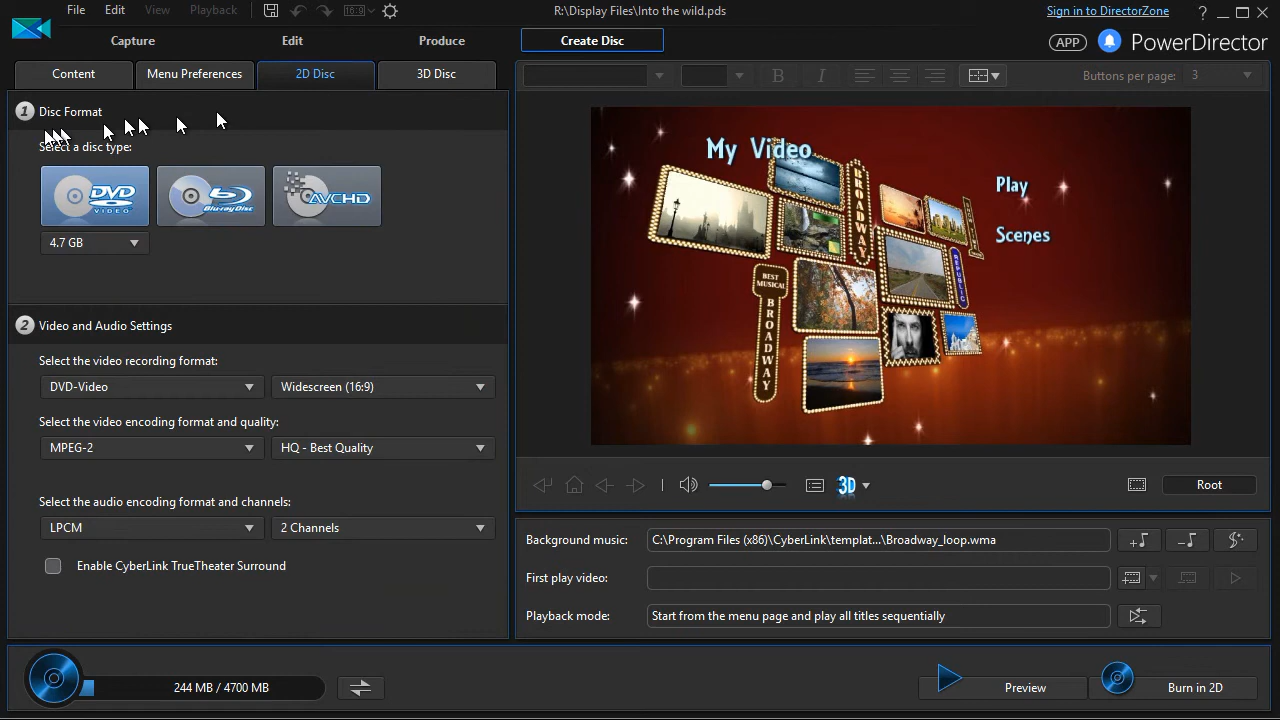 File Edit View Playback 16:9 R:\Display Files\Into the wild.pds Sign in to DirectorZone ?
Capture Edit Produce Create Disc APP PowerDirector
Content Menu Preferences 2D Disc 3D Disc Buttons per page: 3
1 Disc Format
Select a disc type:
DVD VIDEO Blu-ray Disc AVCHD
4.7 GB
2 Video and Audio Settings
Select the video recording format:
DVD-Video Widescreen (16:9)
Select the video encoding format and quality:
MPEG-2 HQ - Best Quality
Select the audio encoding format and channels:
LPCM 2 Channels
Enable CyberLink TrueTheater Surround
My Video
Play
Scenes
BROADWAY
REPUBLIC
BEST
MUSICAL
BROADWAY
3D Root
Background music: C:\Program Files (x86)\CyberLink\templat...\Broadway_loop.wma
First play video:
Playback mode: Start from the menu page and play all titles sequentially
244 MB / 4700 MB Preview Burn in 2D